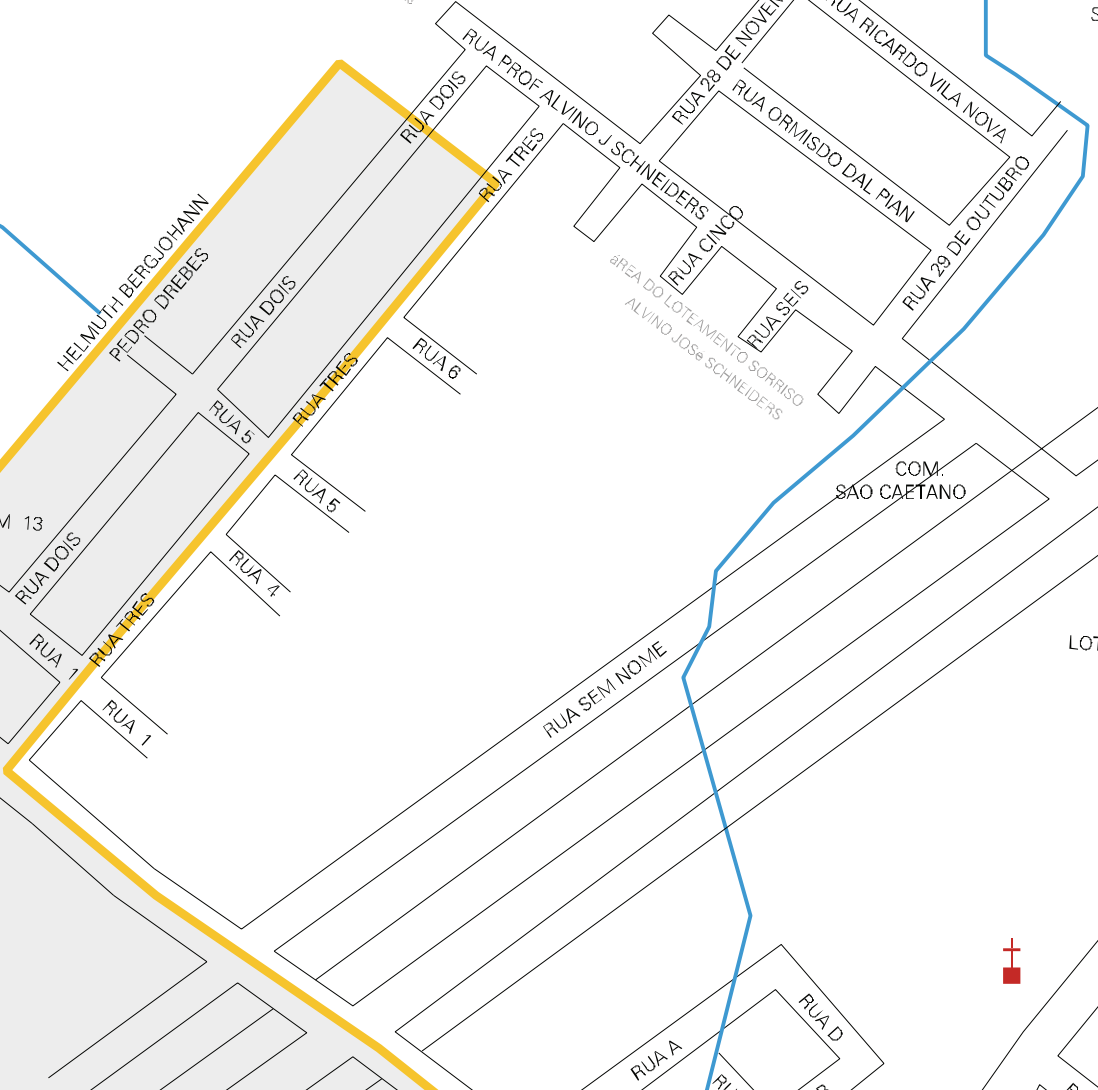 RUA PROF ALVINO J SCHNEIDERS
RUA RICARDO VILA NOVA
RUA ORMISDO DAL PIAN
RUA DOIS
RUA TRES
RUA 29 DE OUTUBRO
RUA 28 DE
HELMUTH BERGJOHANN
PEDRO DREBES
RUA CINCO
RUA SEIS
áREA DO LOTEAMENTO SORRISO
ALVINO JOSé SCHNEIDERS
RUA DOIS
RUA 6
RUA TRES
RUA 5
COM.
SAO CAETANO
RUA 5
M 13
RUA DOIS
RUA 4
RUA TRES
RUA 1
RUA SEM NOME
LOT
RUA 1
RUA D
RUA A